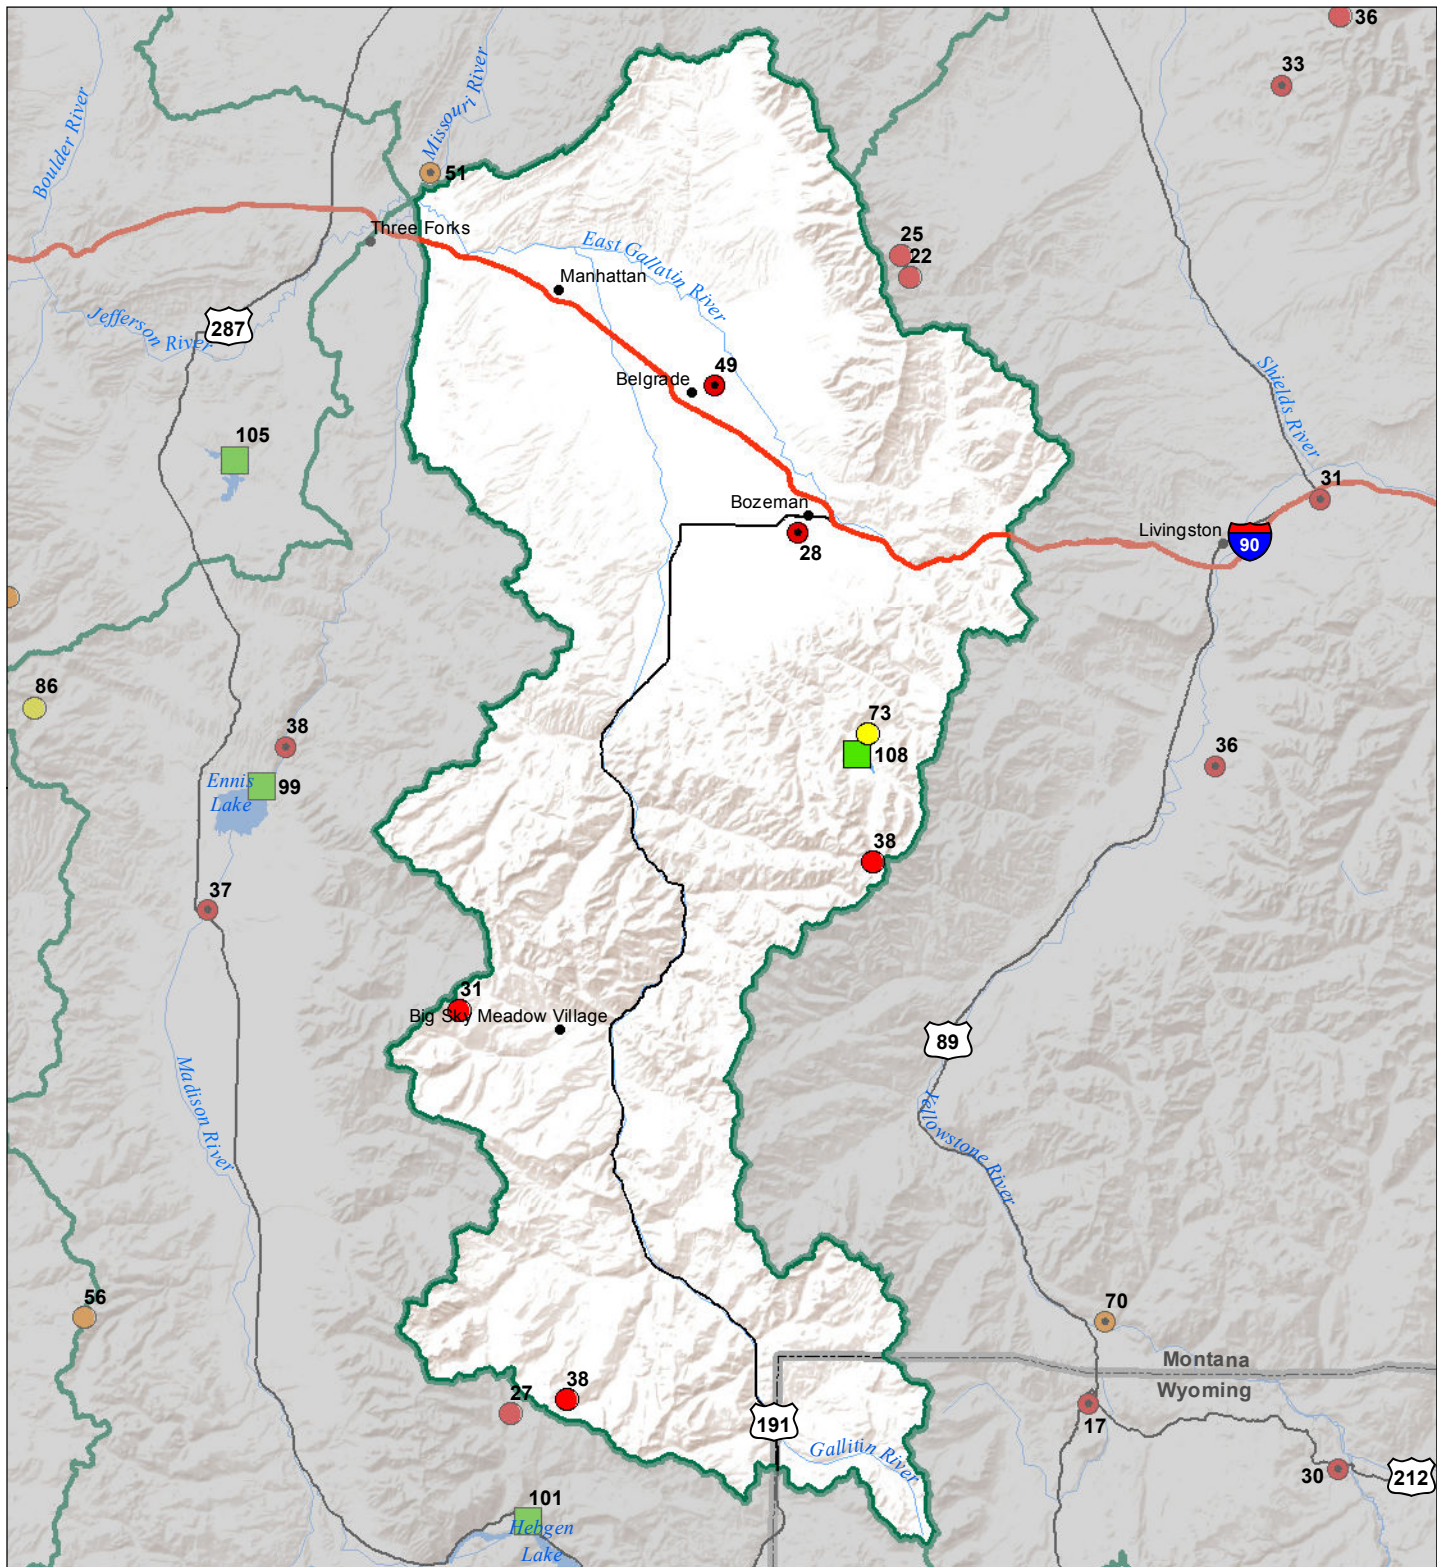 36
33
Missouri River
Boulder River
51
Three Forks
25
22
East Gallatin River
Manhattan
287
Jefferson River
49
Belgrade
Shields River
105
31
Bozeman
28
Livingston
90
86
73
38
108
36
Ennis
Lake
99
38
37
31
Big Sky Meadow Village
89
Madison River
Yellowstone River
56
70
Montana
Wyoming
27
38
17
191
Gallitin River
30
212
101
Hebgen
Lake